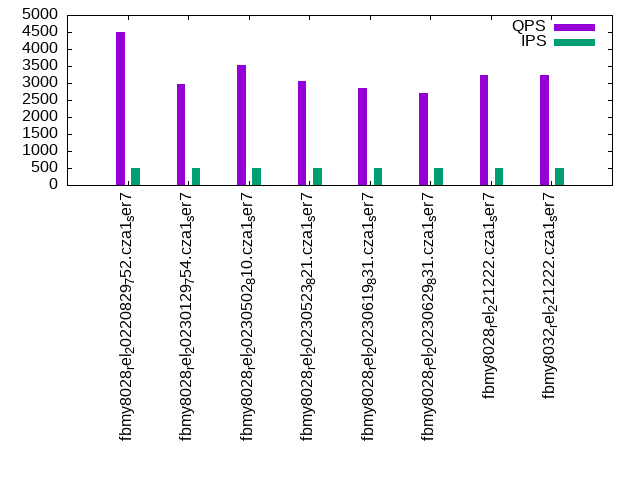 5000
4500
4000
3500
3000
2500
2000
1500
1000
500
0
QPS
IPS
fbmy8028rel20220829752.cza1ser7
fbmy8028rel20230129754.cza1ser7
fbmy8028rel20230502810.cza1ser7
fbmy8028rel20230523821.cza1ser7
fbmy8028rel20230619831.cza1ser7
fbmy8028rel20230629831.cza1ser7
fbmy8028rel221222.cza1ser7
fbmy8032rel221222.cza1ser7